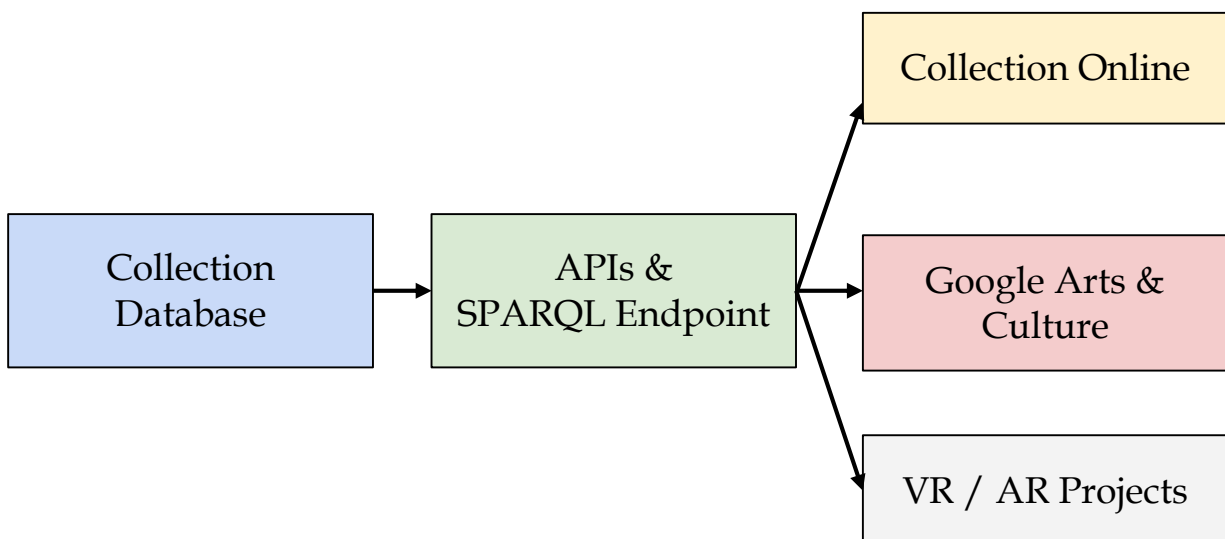 Collection
Database
APIs &
SPARQL Endpoint
Collection Online
Google Arts &
Culture
VR / AR Projects